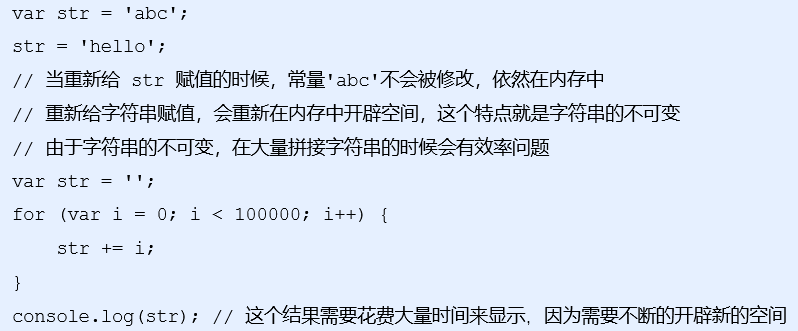 var str = 'abc';
str = 'hello';
// 当重新给 str 赋值的时候，常量'abc'不会被修改，依然在内存中
// 重新给字符串赋值，会重新在内存中开辟空间，这个特点就是字符串的不可变
// 由于字符串的不可变，在大量拼接字符串的时候会有效率问题
var str = '';
for (var i = 0; i < 100000; i++) {
    str += i;
}
console.log(str); // 这个结果需要花费大量时间来显示，因为需要不断的开辟新的空间